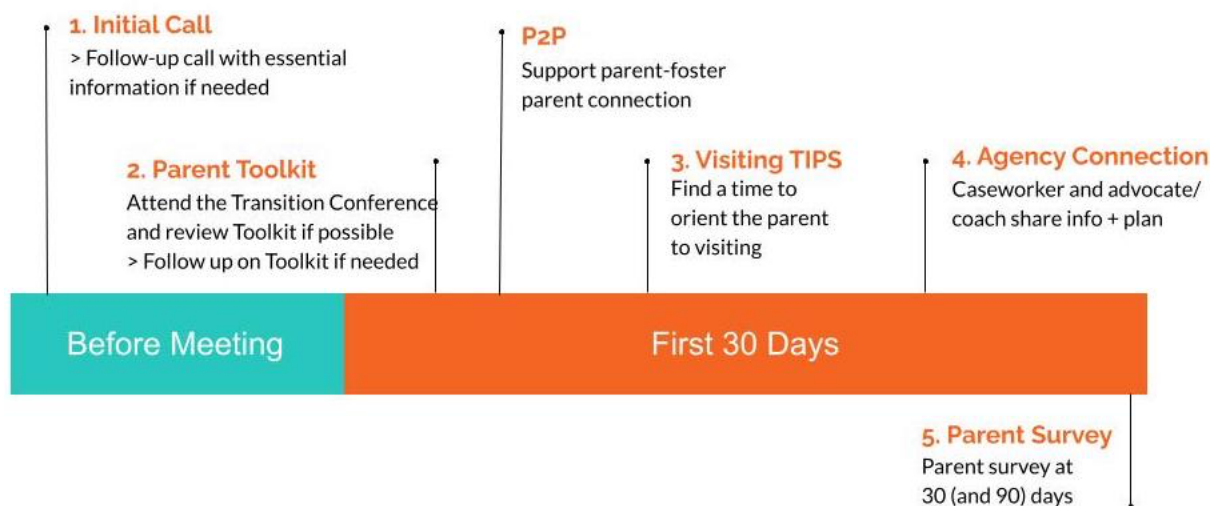 1. Initial Call
> Follow-up call with essential
information if needed
P2P
Support parent-foster
parent connection
2. Parent Toolkit
Attend the Transition Conference
and review Toolkit if possible
> Follow up on Toolkit if needed
3. Visiting TIPS
Find a time to
orient the parent
to visiting
4. Agency Connection
Caseworker and advocate/
coach share info + plan
Before Meeting
First 30 Days
5. Parent Survey
Parent survey at
30 (and 90) days